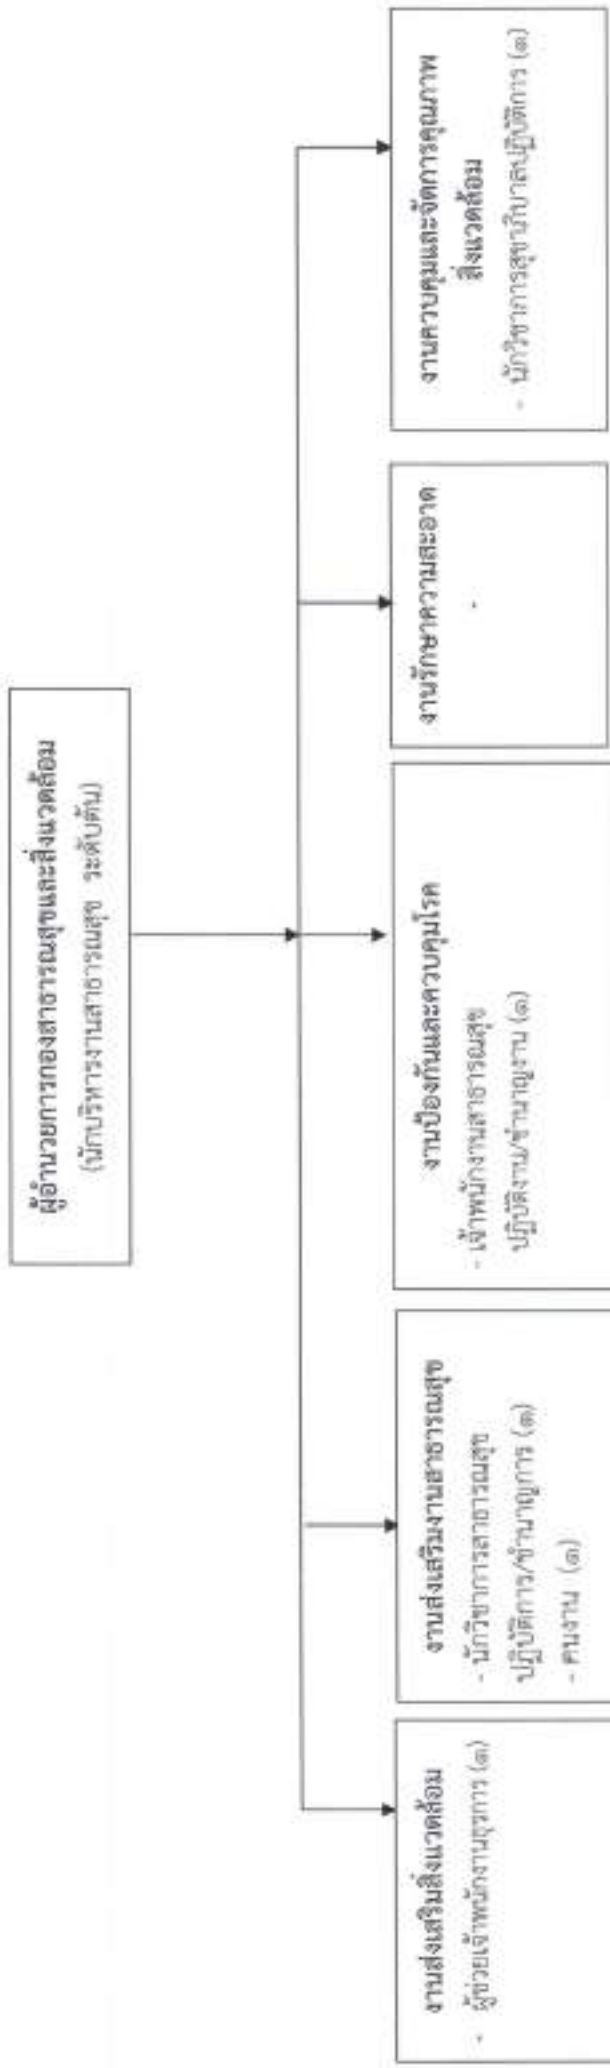 ผู้อำนวยการกองสาธารณสุขและสิ่งแวดล้อม
(นักบริหารงานสาธารณสุข ระดับต้น)
งานส่งเสริมสิ่งแวดล้อม
- ผู้ช่วยเจ้าพนักงานธุรการ (๑)
งานส่งเสริมงานสาธารณสุข
- นักวิชาการสาธารณสุข
ปฏิบัติการ/ชำนาญการ (๑)
- คนงาน (๑)
งานป้องกันและควบคุมโรค
- เจ้าพนักงานสาธารณสุข
ปฏิบัติงาน/ชำนาญงาน (๑)
งานรักษาความสะอาด
-
งานควบคุมและจัดการคุณภาพ
สิ่งแวดล้อม
- นักวิชาการสุขาภิบาลปฏิบัติการ (๑)